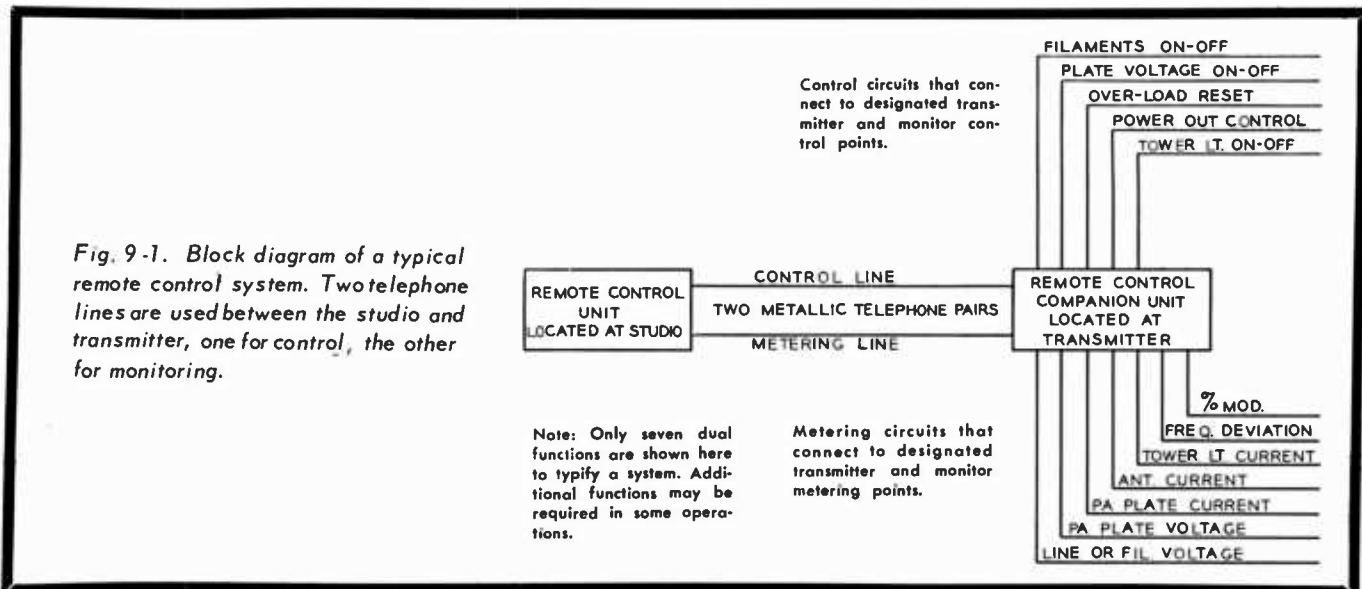 FILAMENTS ON-OFF
PLATE VOLTAGE ON-OFF
OVER-LOAD RESET
POWER OUT CONTROL
TOWER LT. ON-OFF
Control circuits that con-
nect to designated trans-
mitter and monitor con-
trol points.
Fig. 9-1. Block diagram of a typical
remote control system. Two telephone
lines are used between the studio and
transmitter, one for control, the other
for monitoring.
REMOTE CONTROL
UNIT
LOCATED AT STUDIO
CONTROL LINE
TWO METALLIC TELEPHONE PAIRS
METERING LINE
REMOTE CONTROL
COMPANION UNIT
LOCATED AT
TRANSMITTER
Note: Only seven dual
functions are shown here
to typify a system. Addi-
tional functions may be
required in some opera-
tions.
Metering circuits that
connect to designated
transmitter and monitor
metering points.
% MOD.
FREQ. DEVIATION
TOWER LT CURRENT
ANT. CURRENT
PA PLATE CURRENT
PA PLATE VOLTAGE
LINE OR FIL. VOLTAGE